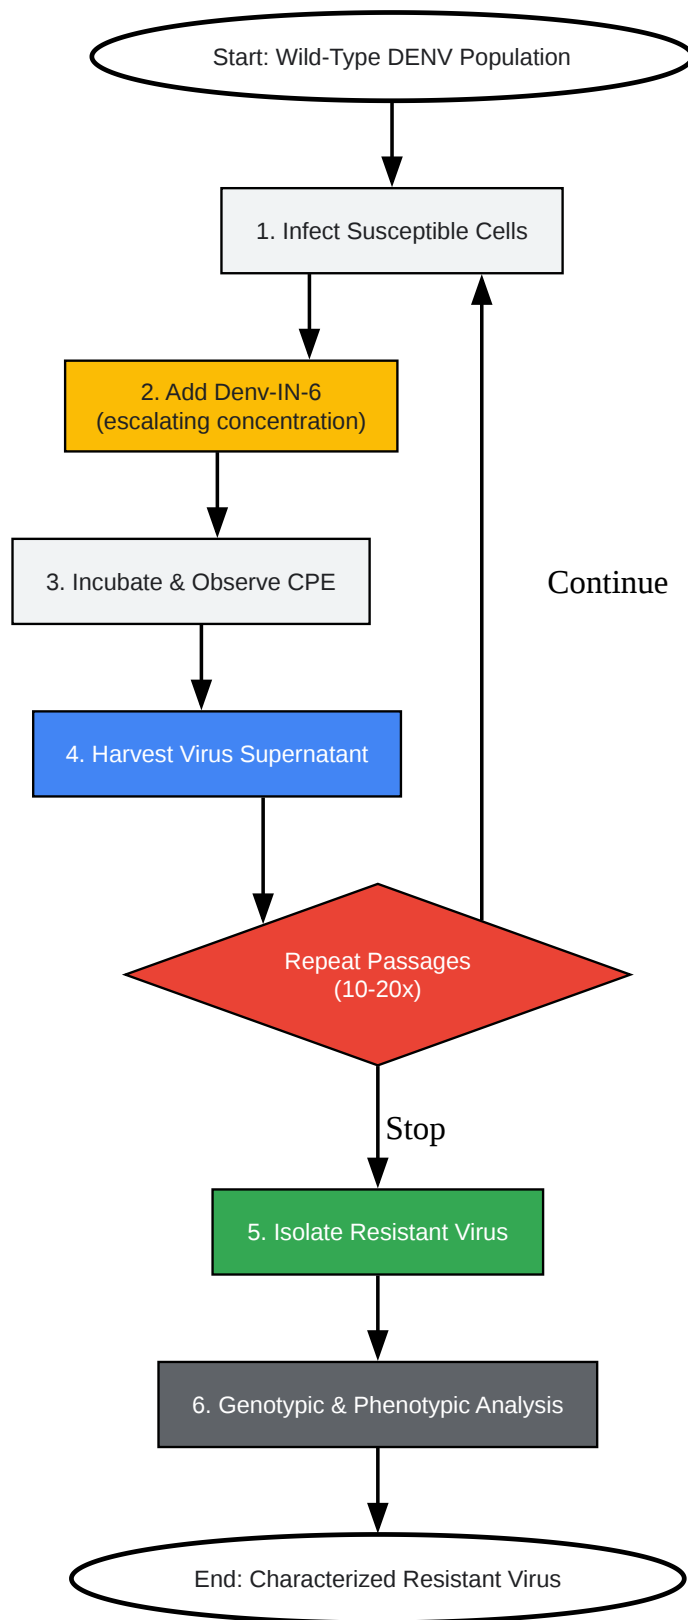 Start: Wild-Type DENV Population
1. Infect Susceptible Cells
2. Add Denv-IN-6
(escalating concentration)
3. Incubate & Observe CPE
Continue
4. Harvest Virus Supernatant
Repeat Passages
(10-20x)
Stop
5. Isolate Resistant Virus
6. Genotypic & Phenotypic Analysis
End: Characterized Resistant Virus